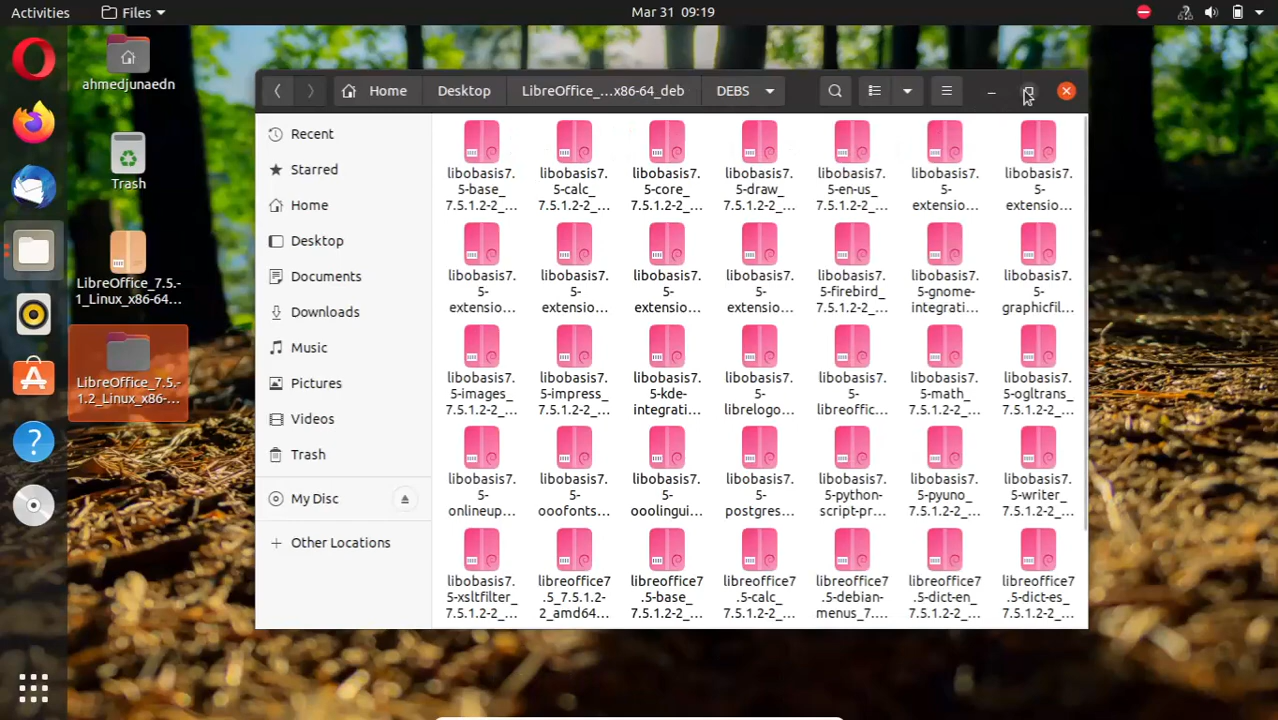 Activities Files Mar 31 09:19
ahmedjunaedn
Trash
LibreOffice_7.5.-
1_Linux_x86-64...
LibreOffice_7.5.-
1.2_Linux_x86-...
Home Desktop LibreOffice_...x86-64_deb DEBS
Recent
Starred
Home
Desktop
Documents
Downloads
Music
Pictures
Videos
Trash
My Disc
+ Other Locations
libobasis7. libobasis7. libobasis7. libobasis7. libobasis7. libobasis7. libobasis7.
5-base_ 5-calc_ 5-core_ 5-draw_ 5-en-us_ 5- 5-
7.5.1.2-2_... 7.5.1.2-2_... 7.5.1.2-2_... 7.5.1.2-2_... 7.5.1.2-2_... extensio... extensio...
libobasis7. libobasis7. libobasis7. libobasis7. libobasis7. libobasis7. libobasis7.
5- 5- 5- 5- 5-firebird_ 5-gnome- 5-
extensio... extensio... extensio... extensio... 7.5.1.2-2_... integrati... graphicfil...
libobasis7. libobasis7. libobasis7. libobasis7. libobasis7. libobasis7. libobasis7.
5-images_ 5-impress_ 5-kde- 5-librelogo_ 5- 5-math_ 5-ogltrans_
7.5.1.2-2_... 7.5.1.2-2_... integrati... 7.5.1.2-2_... libreoffic... 7.5.1.2-2_... 7.5.1.2-2_...
libobasis7. libobasis7. libobasis7. libobasis7. libobasis7. libobasis7. libobasis7.
5- 5- 5- 5- 5-python- 5-pyuno_ 5-writer_
onlineup... ooofonts... ooolingui... postgres... script-pr... 7.5.1.2-2_... 7.5.1.2-2_...
libobasis7. libreoffice7 libreoffice7 libreoffice7 libreoffice7 libreoffice7 libreoffice7
5-xsltfilter_ .5_7.5.1.2- .5-base_ .5-calc_ .5-debian- .5-dict-en_ .5-dict-es_
7.5.1.2-2_... 2_amd64... 7.5.1.2-2_... 7.5.1.2-2_... menus_7.... 7.5.1.2-2_... 7.5.1.2-2_...